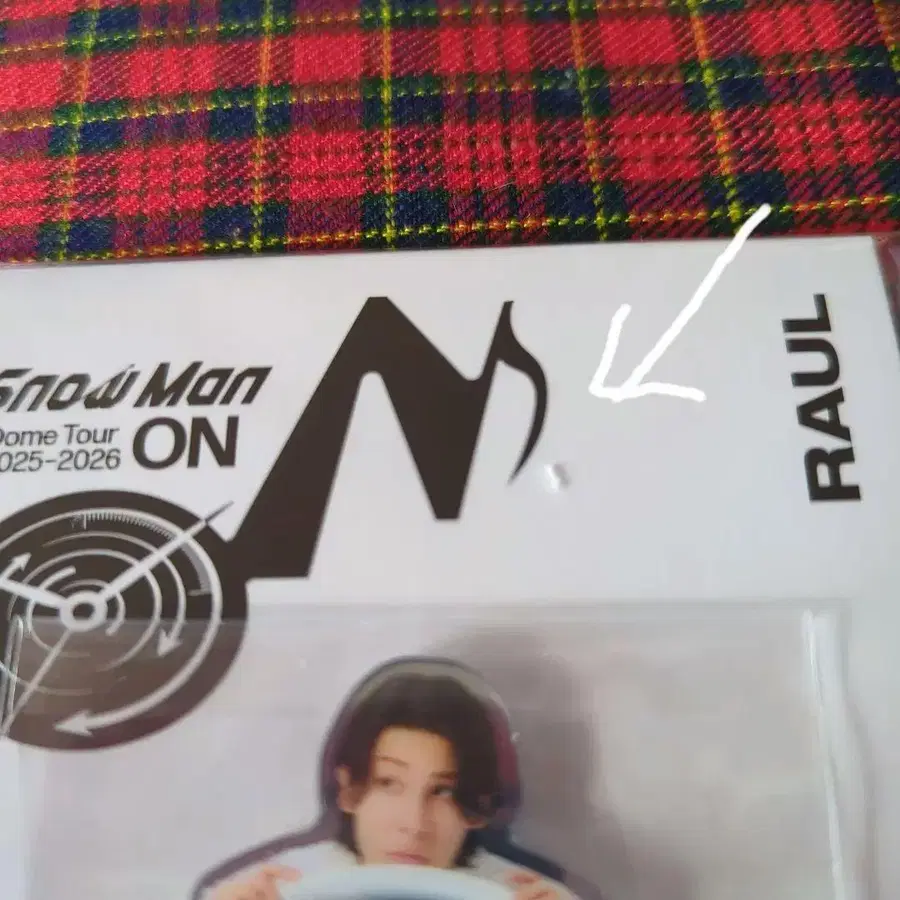 Snow Man
Dome Tour
2025-2026 ON
RAUL